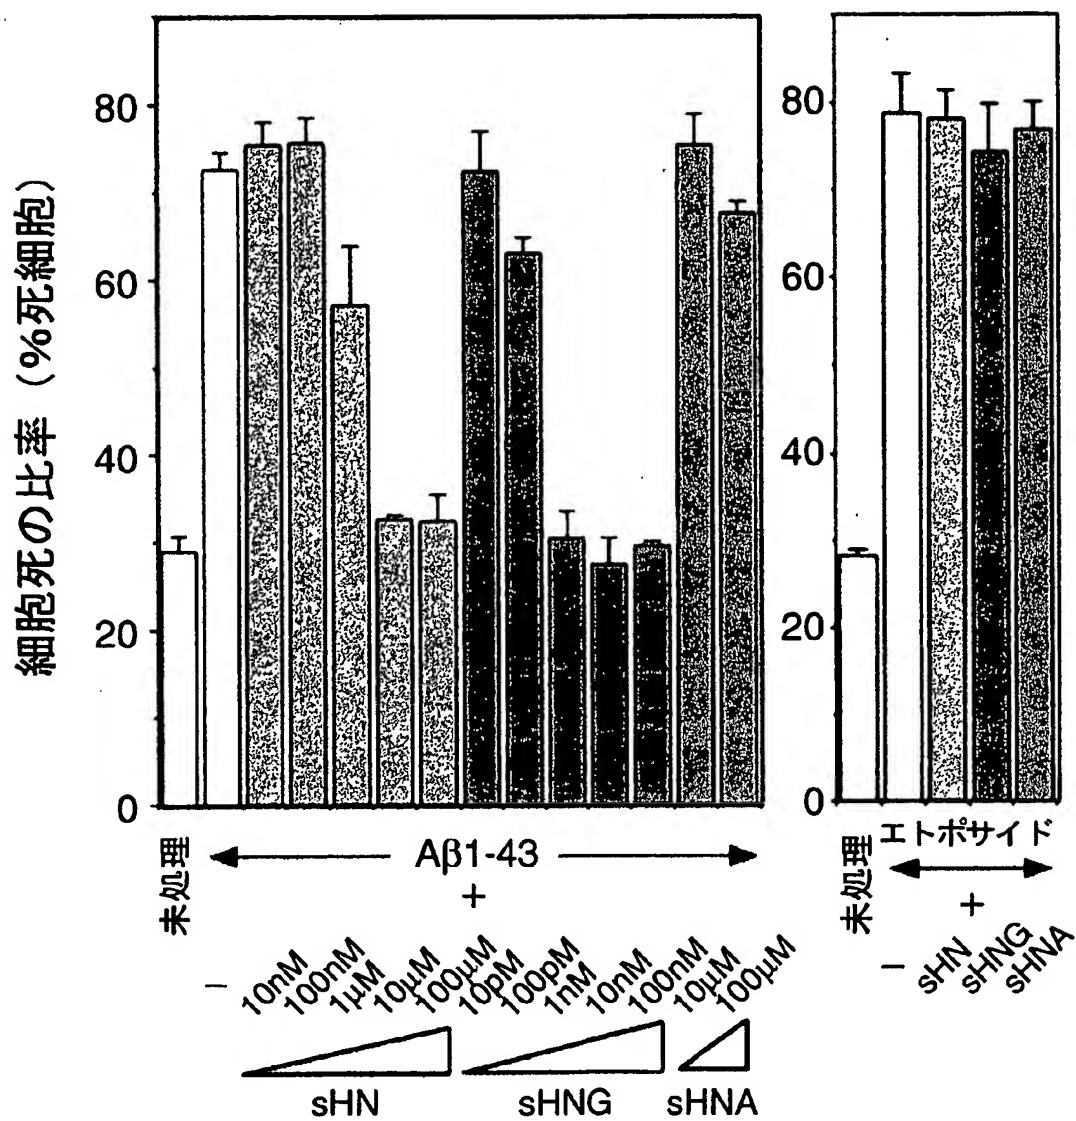 細胞死の比率（%死細胞）
80
60
40
20
0
未処理
Aβ1-43
+
–
10nM
100nM
1μM
10μM
100μM
10pM
100pM
1nM
10nM
100nM
10μM
100μM
sHN
sHNG
sHNA
80
60
40
20
0
未処理
エトポサイド
+
–
sHN
sHNG
sHNA